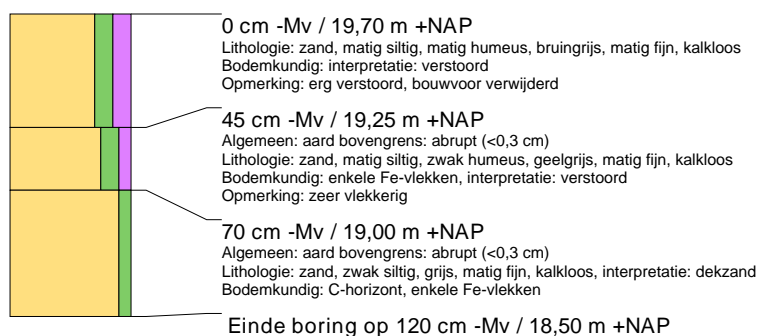 0 cm -Mv / 19,70 m +NAP
Lithologie: zand, matig siltig, matig humeus, bruingrijs, matig fijn, kalkloos
Bodemkundig: interpretatie: verstoord
Opmerking: erg verstoord, bouwvoor verwijderd
45 cm -Mv / 19,25 m +NAP
Algemeen: aard bovengrens: abrupt (<0,3 cm)
Lithologie: zand, matig siltig, zwak humeus, geelgrijs, matig fijn, kalkloos
Bodemkundig: enkele Fe-vlekken, interpretatie: verstoord
Opmerking: zeer vlekkerig
70 cm -Mv / 19,00 m +NAP
Algemeen: aard bovengrens: abrupt (<0,3 cm)
Lithologie: zand, zwak siltig, grijs, matig fijn, kalkloos, interpretatie: dekzand
Bodemkundig: C-horizont, enkele Fe-vlekken
Einde boring op 120 cm -Mv / 18,50 m +NAP